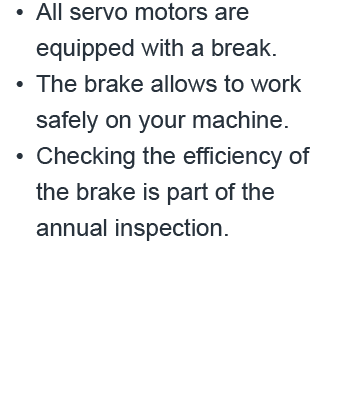 • All servo motors are
equipped with a break.
• The brake allows to work
safely on your machine.
• Checking the efficiency of
the brake is part of the
annual inspection.